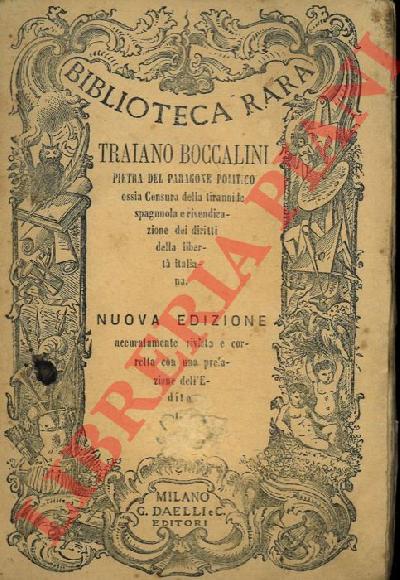 BIBLIOTECA RARA
TRAIANO BOCCALINI
PIETRA DEL PARAGONE POLITICO
ossia Censura della tirannide
spagnuola e rivendica-
zione dei diritti
della liber-
tà italia-
na.
NUOVA EDIZIONE
accuratamente rivista e cor-
retta con una prefa-
zione dell'E-
dito
MILANO
G. DAELLI e C.
EDITORI
LIBRERIA PIANI